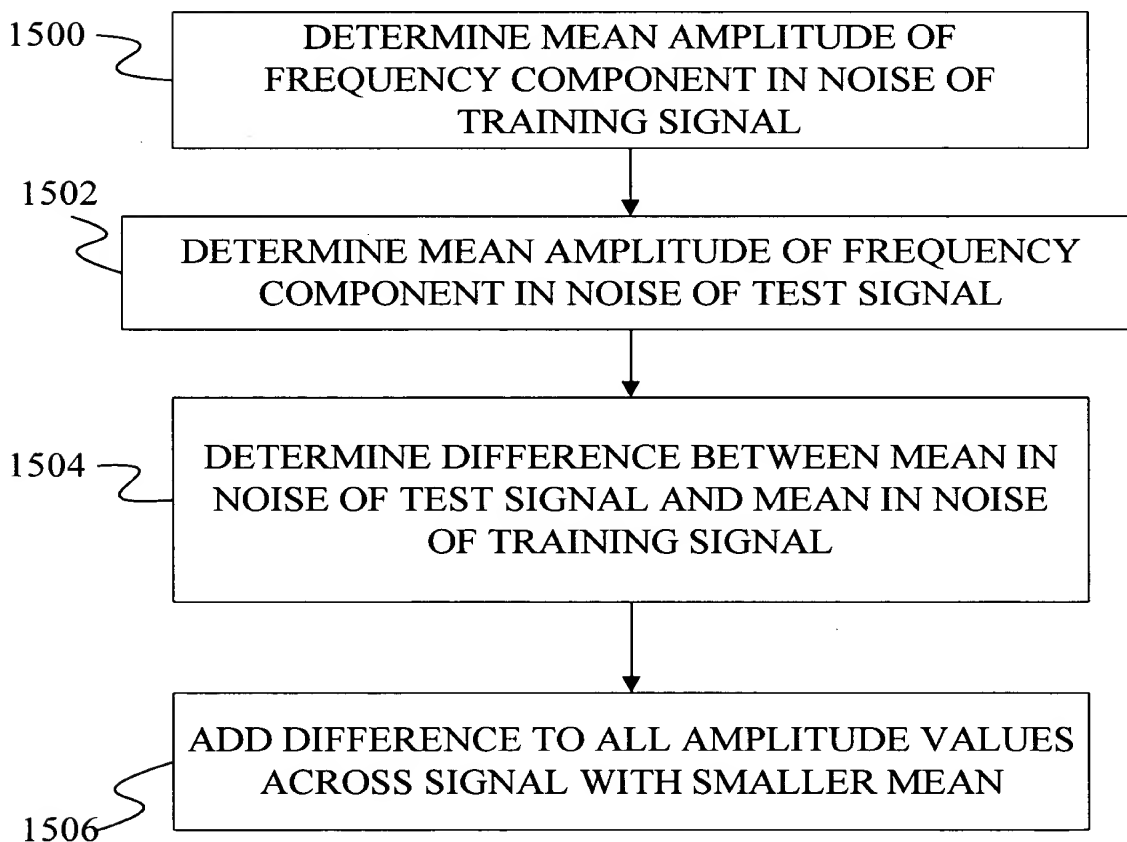 1500
DETERMINE MEAN AMPLITUDE OF
FREQUENCY COMPONENT IN NOISE OF
TRAINING SIGNAL
1502
DETERMINE MEAN AMPLITUDE OF FREQUENCY
COMPONENT IN NOISE OF TEST SIGNAL
1504
DETERMINE DIFFERENCE BETWEEN MEAN IN
NOISE OF TEST SIGNAL AND MEAN IN NOISE
OF TRAINING SIGNAL
ADD DIFFERENCE TO ALL AMPLITUDE VALUES
ACROSS SIGNAL WITH SMALLER MEAN
1506